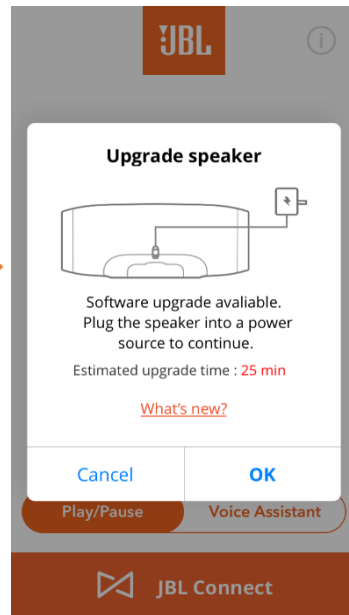 JBL
i
Upgrade speaker
Software upgrade avaliable.
Plug the speaker into a power
source to continue.
Estimated upgrade time : 25 min
What's new?
Cancel OK
Play/Pause Voice Assistant
JBL Connect